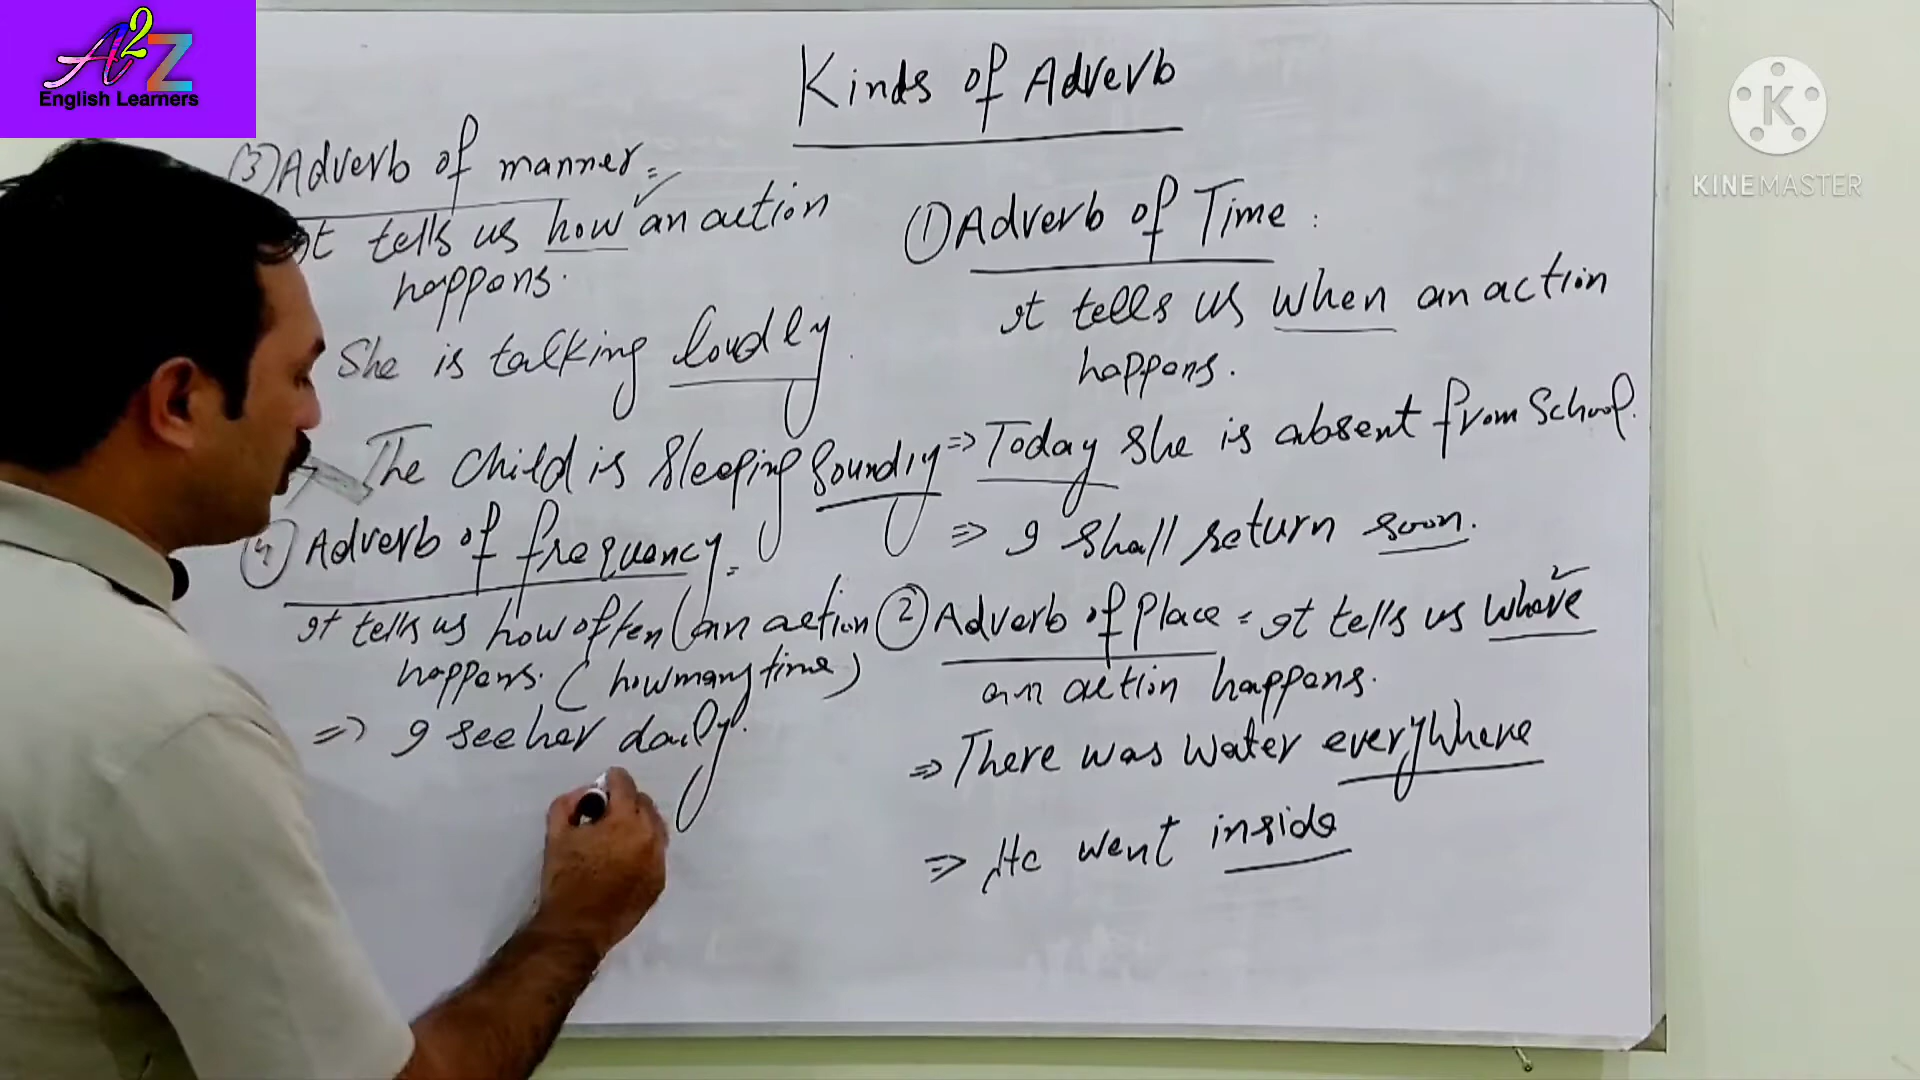 A2Z
English Learners
KINEMASTER
Kinds of Adverb
① Adverb of Time :
It tells us when an action
happens.
⇒ Today she is absent from School.
⇒ I shall return soon.
② Adverb of Place = It tells us where
an action happens.
⇒ There was water everywhere
⇒ He went inside
(3) Adverb of manner =
It tells us how an action
happens.
She is talking loudly.
The child is sleeping soundly
④ Adverb of frequency =
It tells us how often (an action
happens. (how many time)
⇒ I see her daily.